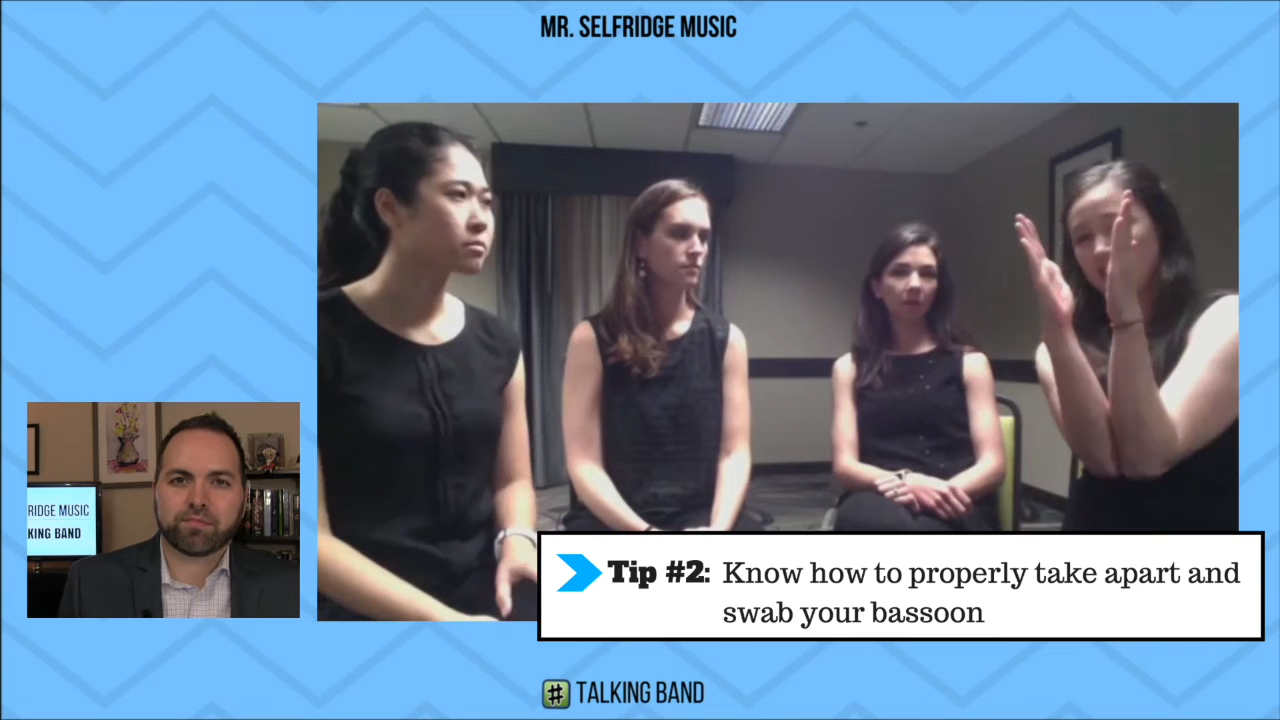 MR. SELFRIDGE MUSIC
RIDGE MUSIC
KING BAND
Tip #2: Know how to properly take apart and
swab your bassoon
# TALKING BAND